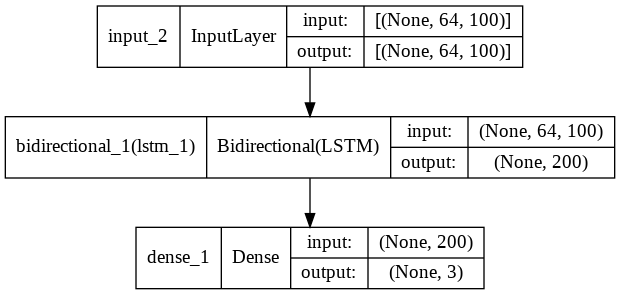 input_2 InputLayer input: [(None, 64, 100)]
output: [(None, 64, 100)]
bidirectional_1(lstm_1) Bidirectional(LSTM) input: (None, 64, 100)
output: (None, 200)
dense_1 Dense input: (None, 200)
output: (None, 3)